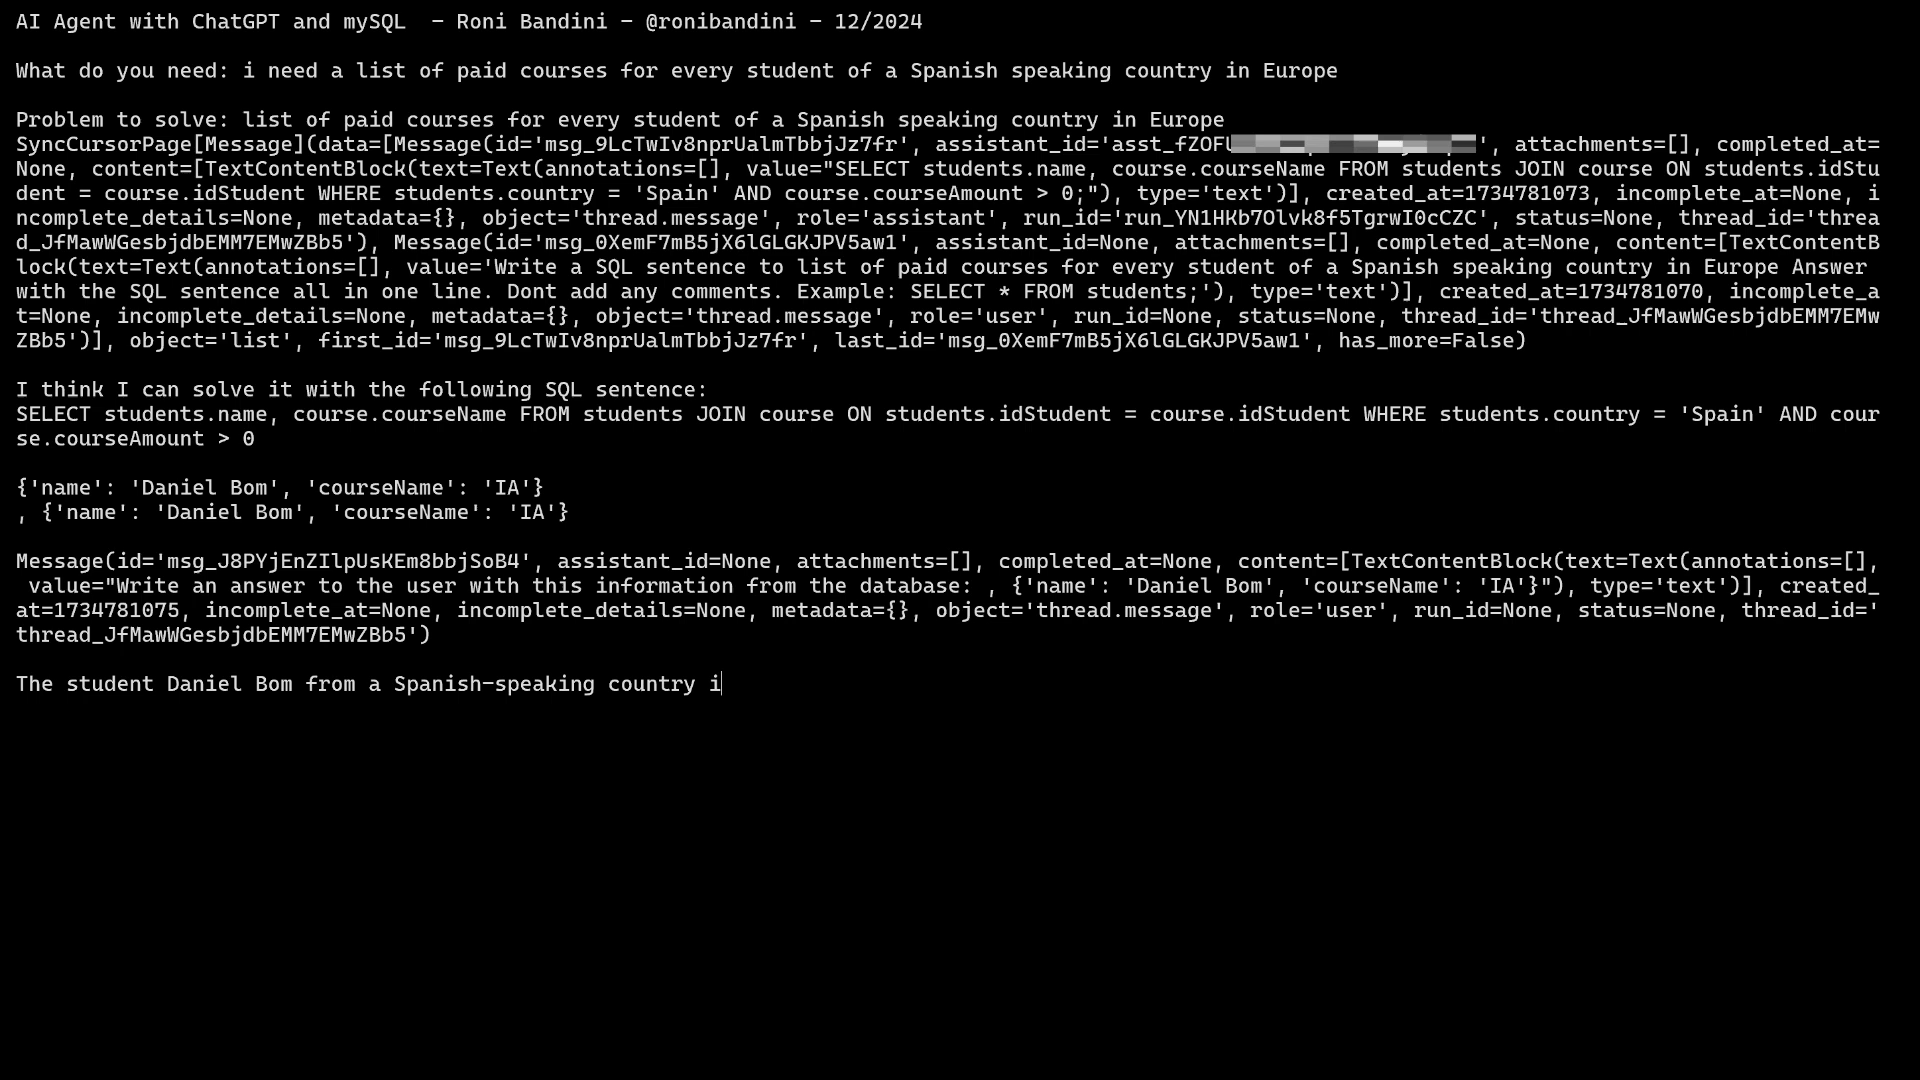 AI Agent with ChatGPT and mySQL  - Roni Bandini - @ronibandini - 12/2024
What do you need: i need a list of paid courses for every student of a Spanish speaking country in Europe
Problem to solve: list of paid courses for every student of a Spanish speaking country in Europe
SyncCursorPage[Message](data=[Message(id='msg_9LcTwIv8nprUalmTbbjJz7fr', assistant_id='asst_fZOFU', attachments=[], completed_at=
None, content=[TextContentBlock(text=Text(annotations=[], value="SELECT students.name, course.courseName FROM students JOIN course ON students.idStu
dent = course.idStudent WHERE students.country = 'Spain' AND course.courseAmount > 0;"), type='text')], created_at=1734781073, incomplete_at=None, i
ncomplete_details=None, metadata={}, object='thread.message', role='assistant', run_id='run_YN1HKb7Olvk8f5TgrwI0cCZC', status=None, thread_id='threa
d_JfMawWGesbjdbEMM7EMwZBb5'), Message(id='msg_0XemF7mB5jX6lGLGKJPV5aw1', assistant_id=None, attachments=[], completed_at=None, content=[TextContentB
lock(text=Text(annotations=[], value='Write a SQL sentence to list of paid courses for every student of a Spanish speaking country in Europe Answer
with the SQL sentence all in one line. Dont add any comments. Example: SELECT * FROM students;'), type='text')], created_at=1734781070, incomplete_a
t=None, incomplete_details=None, metadata={}, object='thread.message', role='user', run_id=None, status=None, thread_id='thread_JfMawWGesbjdbEMM7EMw
ZBb5')], object='list', first_id='msg_9LcTwIv8nprUalmTbbjJz7fr', last_id='msg_0XemF7mB5jX6lGLGKJPV5aw1', has_more=False)
I think I can solve it with the following SQL sentence:
SELECT students.name, course.courseName FROM students JOIN course ON students.idStudent = course.idStudent WHERE students.country = 'Spain' AND cour
se.courseAmount > 0
{'name': 'Daniel Bom', 'courseName': 'IA'}
, {'name': 'Daniel Bom', 'courseName': 'IA'}
Message(id='msg_J8PYjEnZIlpUsKEm8bbjSoB4', assistant_id=None, attachments=[], completed_at=None, content=[TextContentBlock(text=Text(annotations=[],
 value="Write an answer to the user with this information from the database: , {'name': 'Daniel Bom', 'courseName': 'IA'}"), type='text')], created_
at=1734781075, incomplete_at=None, incomplete_details=None, metadata={}, object='thread.message', role='user', run_id=None, status=None, thread_id='
thread_JfMawWGesbjdbEMM7EMwZBb5')
The student Daniel Bom from a Spanish-speaking country i